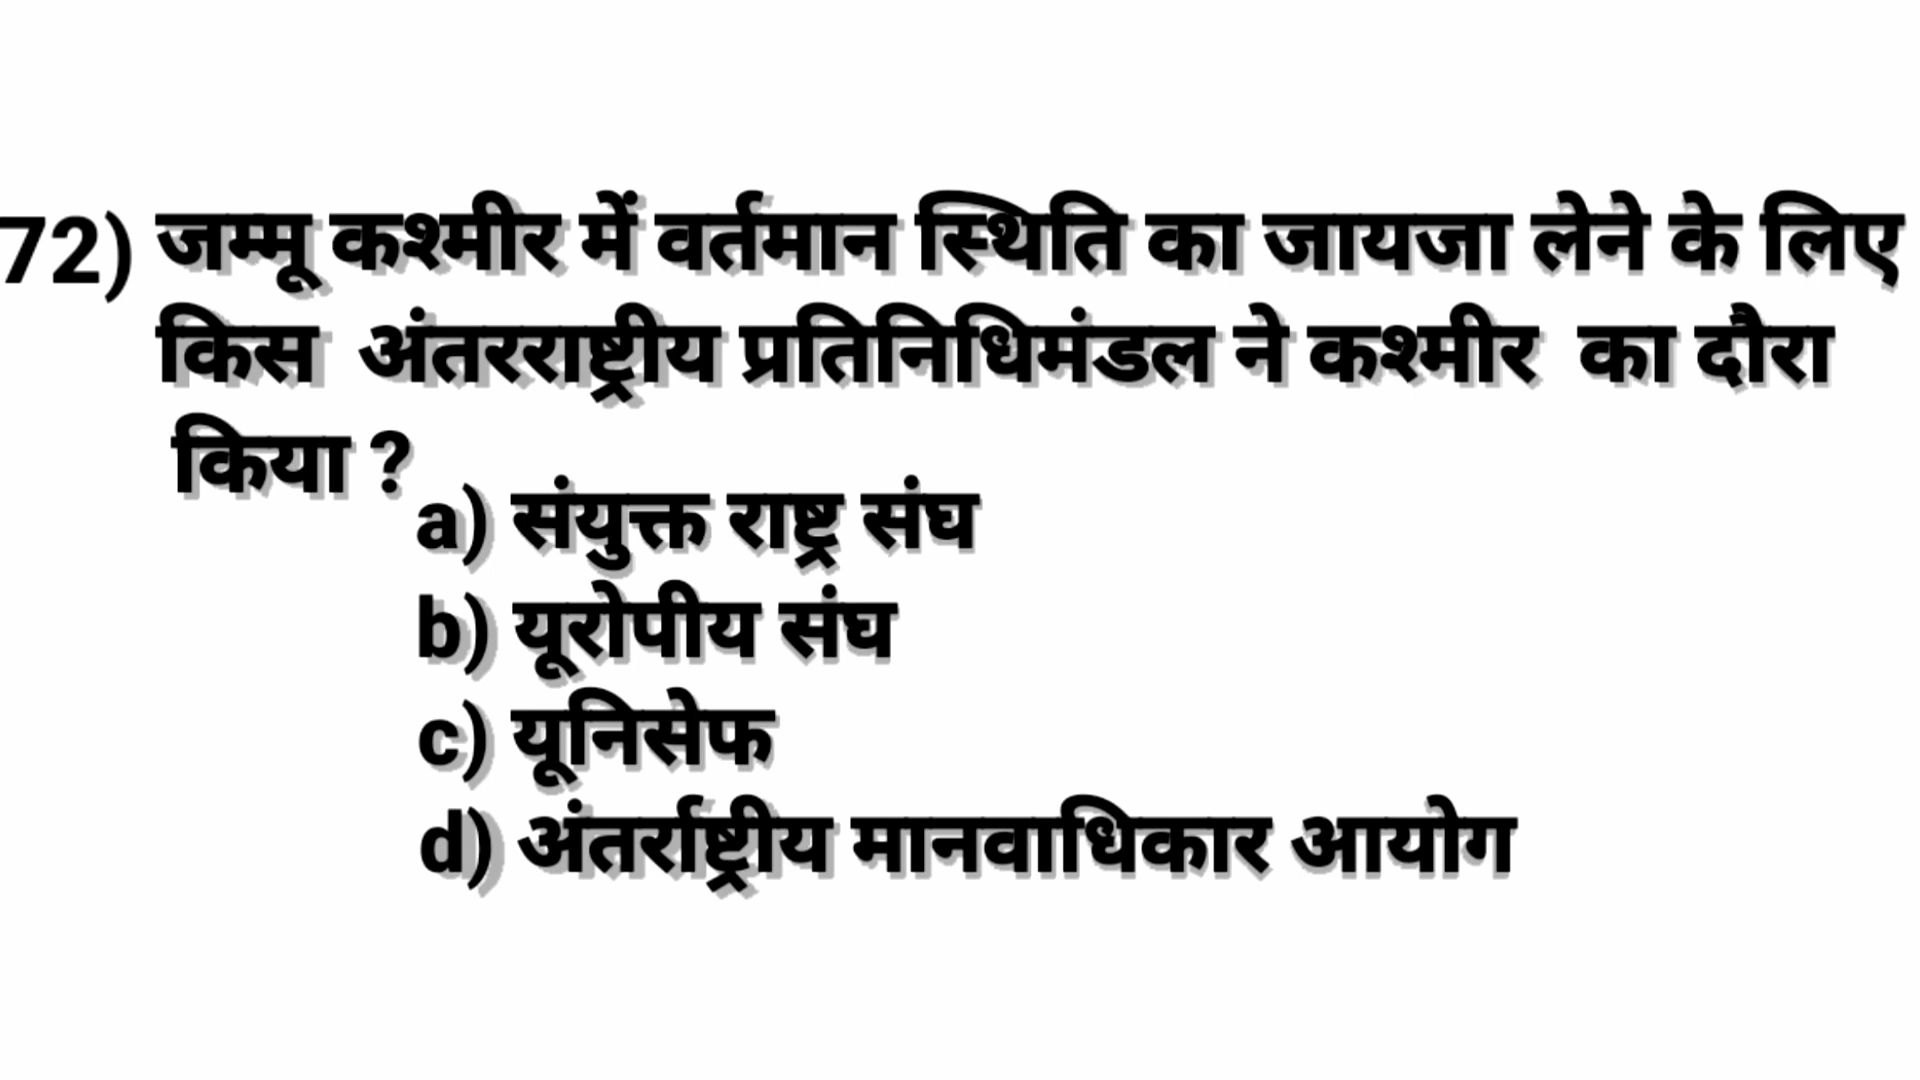 72) जम्मू कश्मीर में वर्तमान स्थिति का जायजा लेने के लिए
किस अंतरराष्ट्रीय प्रतिनिधिमंडल ने कश्मीर का दौरा
किया ?
a) संयुक्त राष्ट्र संघ
b) यूरोपीय संघ
c) यूनिसेफ
d) अंतर्राष्ट्रीय मानवाधिकार आयोग